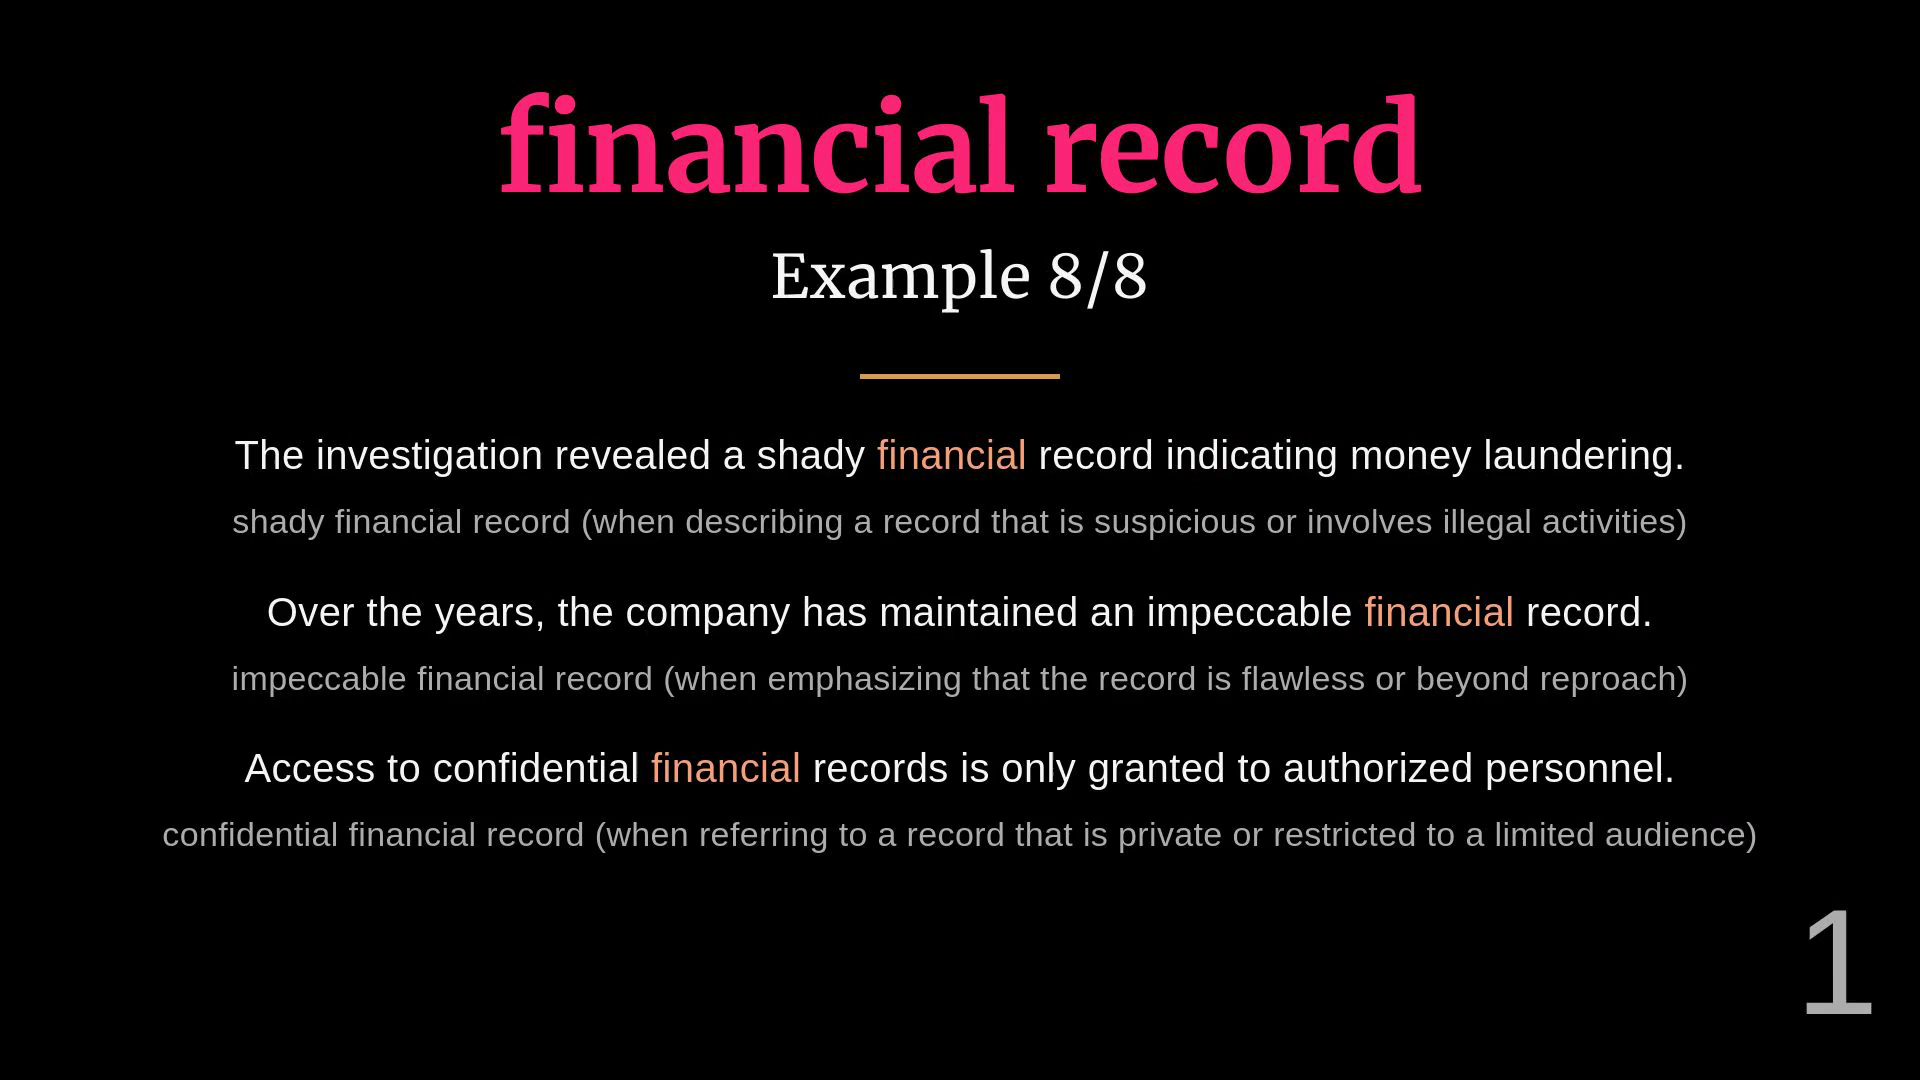 financial record
Example 8/8
The investigation revealed a shady financial record indicating money laundering.
shady financial record (when describing a record that is suspicious or involves illegal activities)
Over the years, the company has maintained an impeccable financial record.
impeccable financial record (when emphasizing that the record is flawless or beyond reproach)
Access to confidential financial records is only granted to authorized personnel.
confidential financial record (when referring to a record that is private or restricted to a limited audience)
1